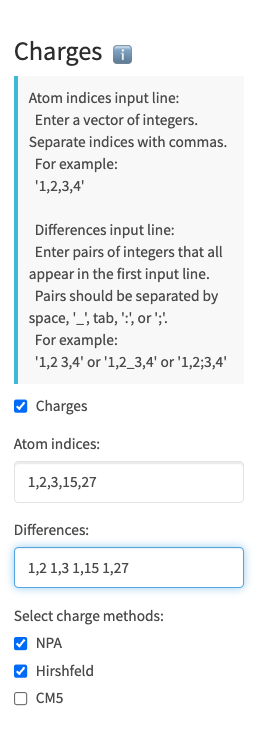 Charges ℹ️
Atom indices input line:
Enter a vector of integers.
Separate indices with commas.
For example:
'1,2,3,4'
Differences input line:
Enter pairs of integers that all
appear in the first input line.
Pairs should be separated by
space, '_', tab, ':', or ';'.
For example:
'1,2 3,4' or '1,2_3,4' or '1,2;3,4'
Charges
Atom indices:
1,2,3,15,27
Differences:
1,2 1,3 1,15 1,27
Select charge methods:
NPA
Hirshfeld
CM5